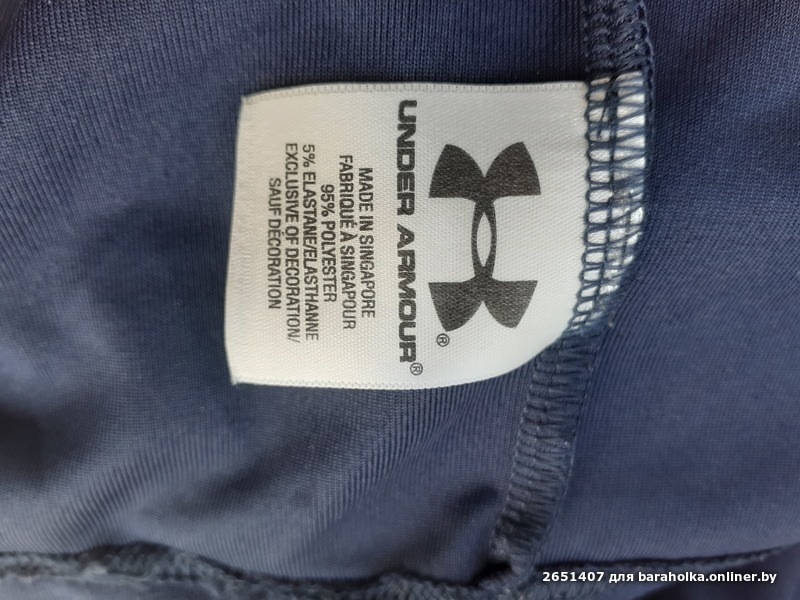 UNDER ARMOUR®
®
MADE IN SINGAPORE
FABRIQUÉ À SINGAPOUR
95% POLYESTER
5% ELASTANE/ELASTHANNE
EXCLUSIVE OF DECORATION/
SAUF DÉCORATION
2651407 для baraholka.onliner.by